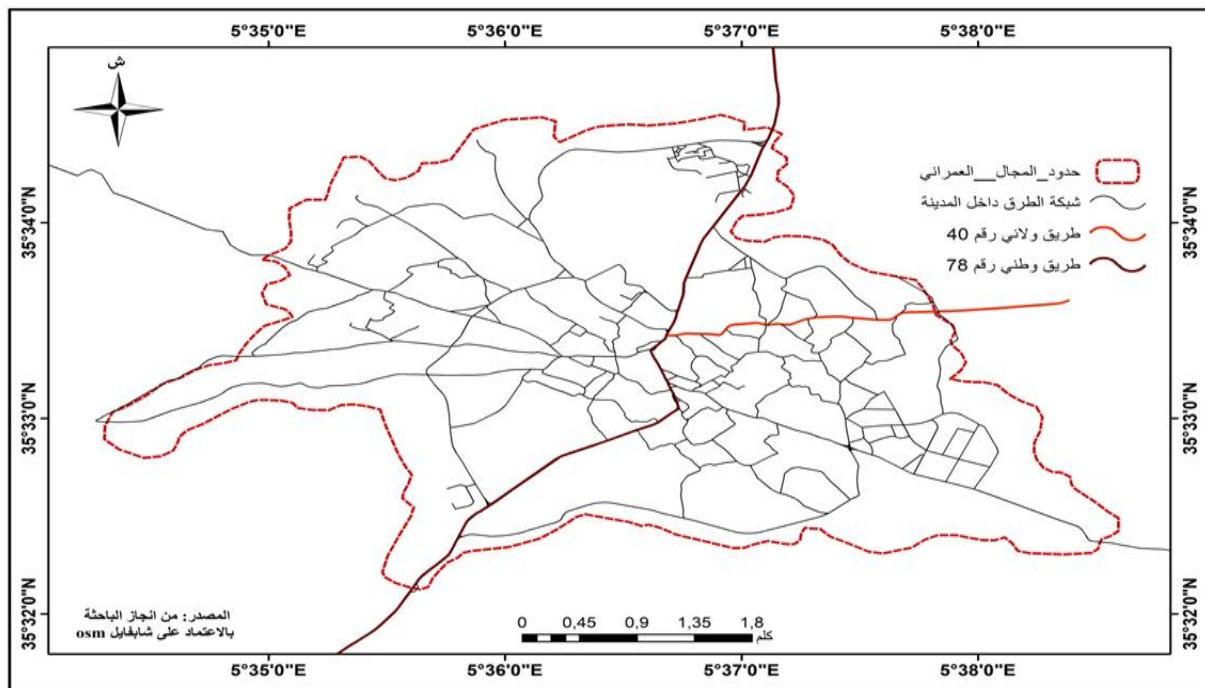 5°35'0"E 5°36'0"E 5°37'0"E 5°38'0"E
ش
حدود_المجال__العمراني
شبكة الطرق داخل المدينة
طريق ولائي رقم 40
طريق وطني رقم 78
35°34'0"N 35°34'0"N
35°33'0"N 35°33'0"N
35°32'0"N 35°32'0"N
المصدر: من انجاز الباحثة
بالاعتماد على شابفايل osm
0 0,45 0,9 1,35 1,8
كلم
5°35'0"E 5°36'0"E 5°37'0"E 5°38'0"E